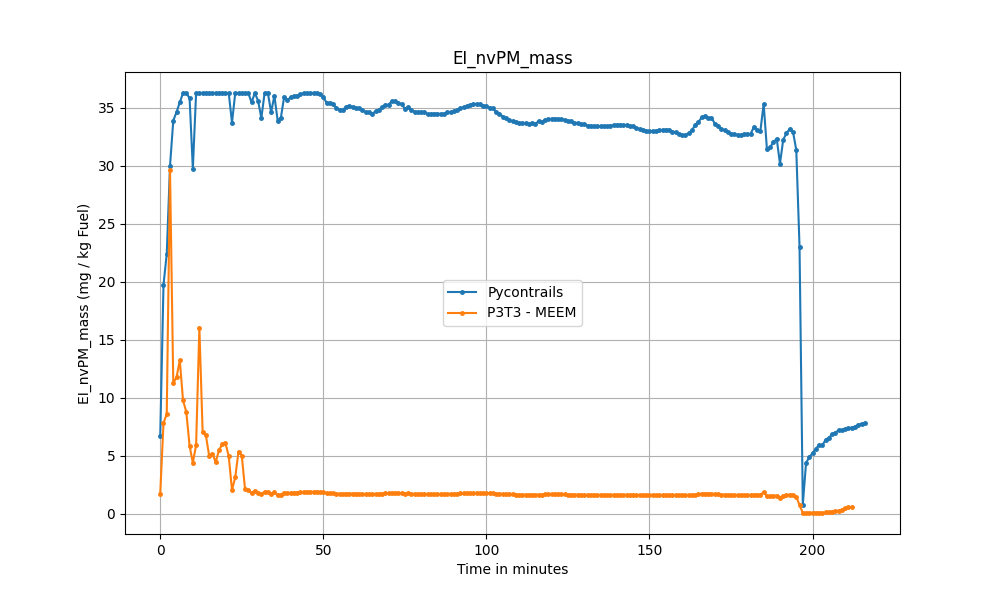 EI_nvPM_mass
EI_nvPM_mass (mg / kg Fuel)
35
30
25
20
15
10
5
0
Pycontrails
P3T3 - MEEM
0 50 100 150 200
Time in minutes